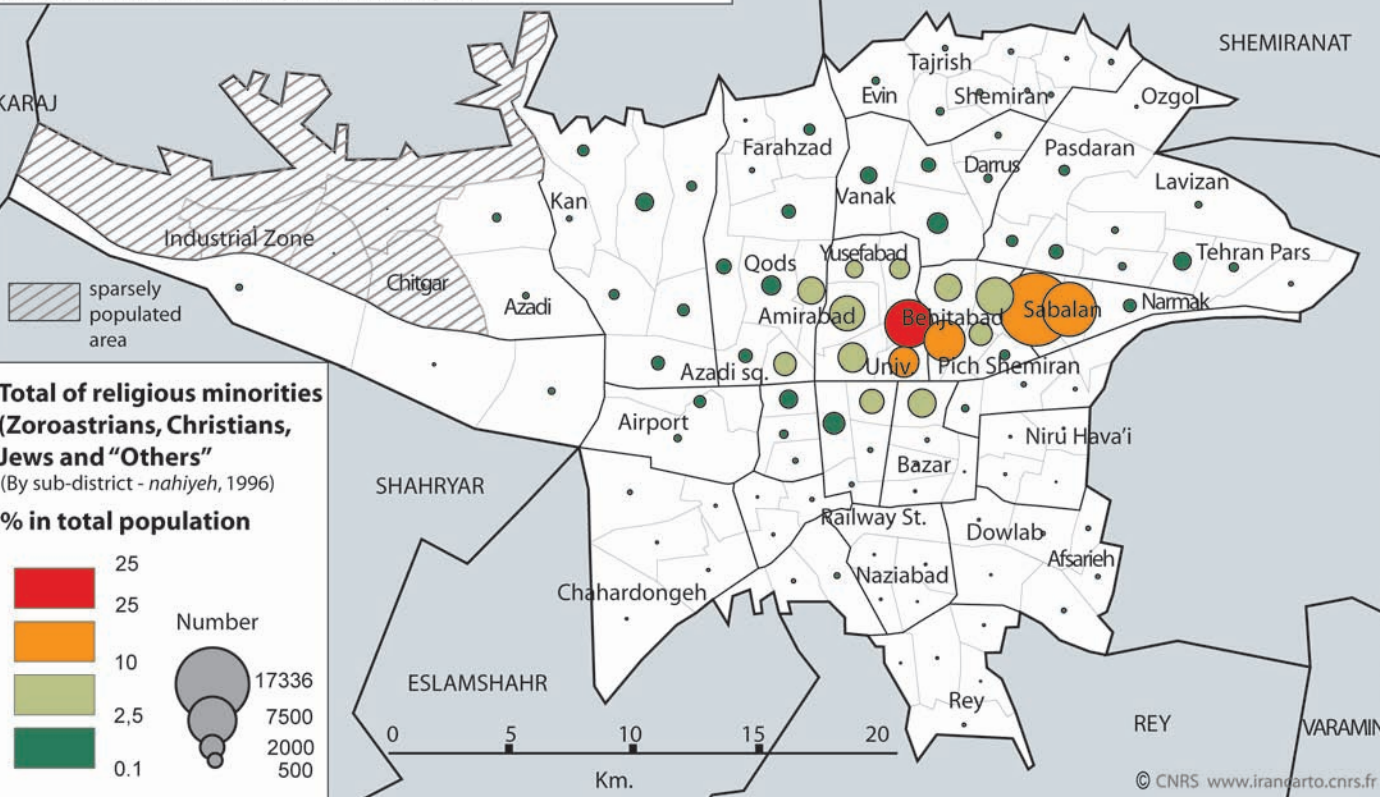 SHEMIRANAT
KARAJ
Tajrish
Evin
Shemiran
Ozgol
Farahzad
Darrus
Pasdaran
Vanak
Lavizan
Kan
Industrial Zone
Yusefabad
Qods
Tehran Pars
Chitgar
sparsely
populated
area
Azadi
Amirabad
Behjtabad
Sabalan
Narmak
Azadi sq.
Univ.
Pich Shemiran
Airport
Niru Hava'i
Bazar
SHAHRYAR
Railway St.
Dowlab
Afsarieh
Naziabad
Chahardongeh
ESLAMSHAHR
Rey
REY
VARAMIN
Total of religious minorities
(Zoroastrians, Christians,
Jews and “Others”
(By sub-district - nahiyeh, 1996)
% in total population
25
25
10
2,5
0.1
Number
17336
7500
2000
500
0 5 10 15 20
Km.
© CNRS www.irancarto.cnrs.fr